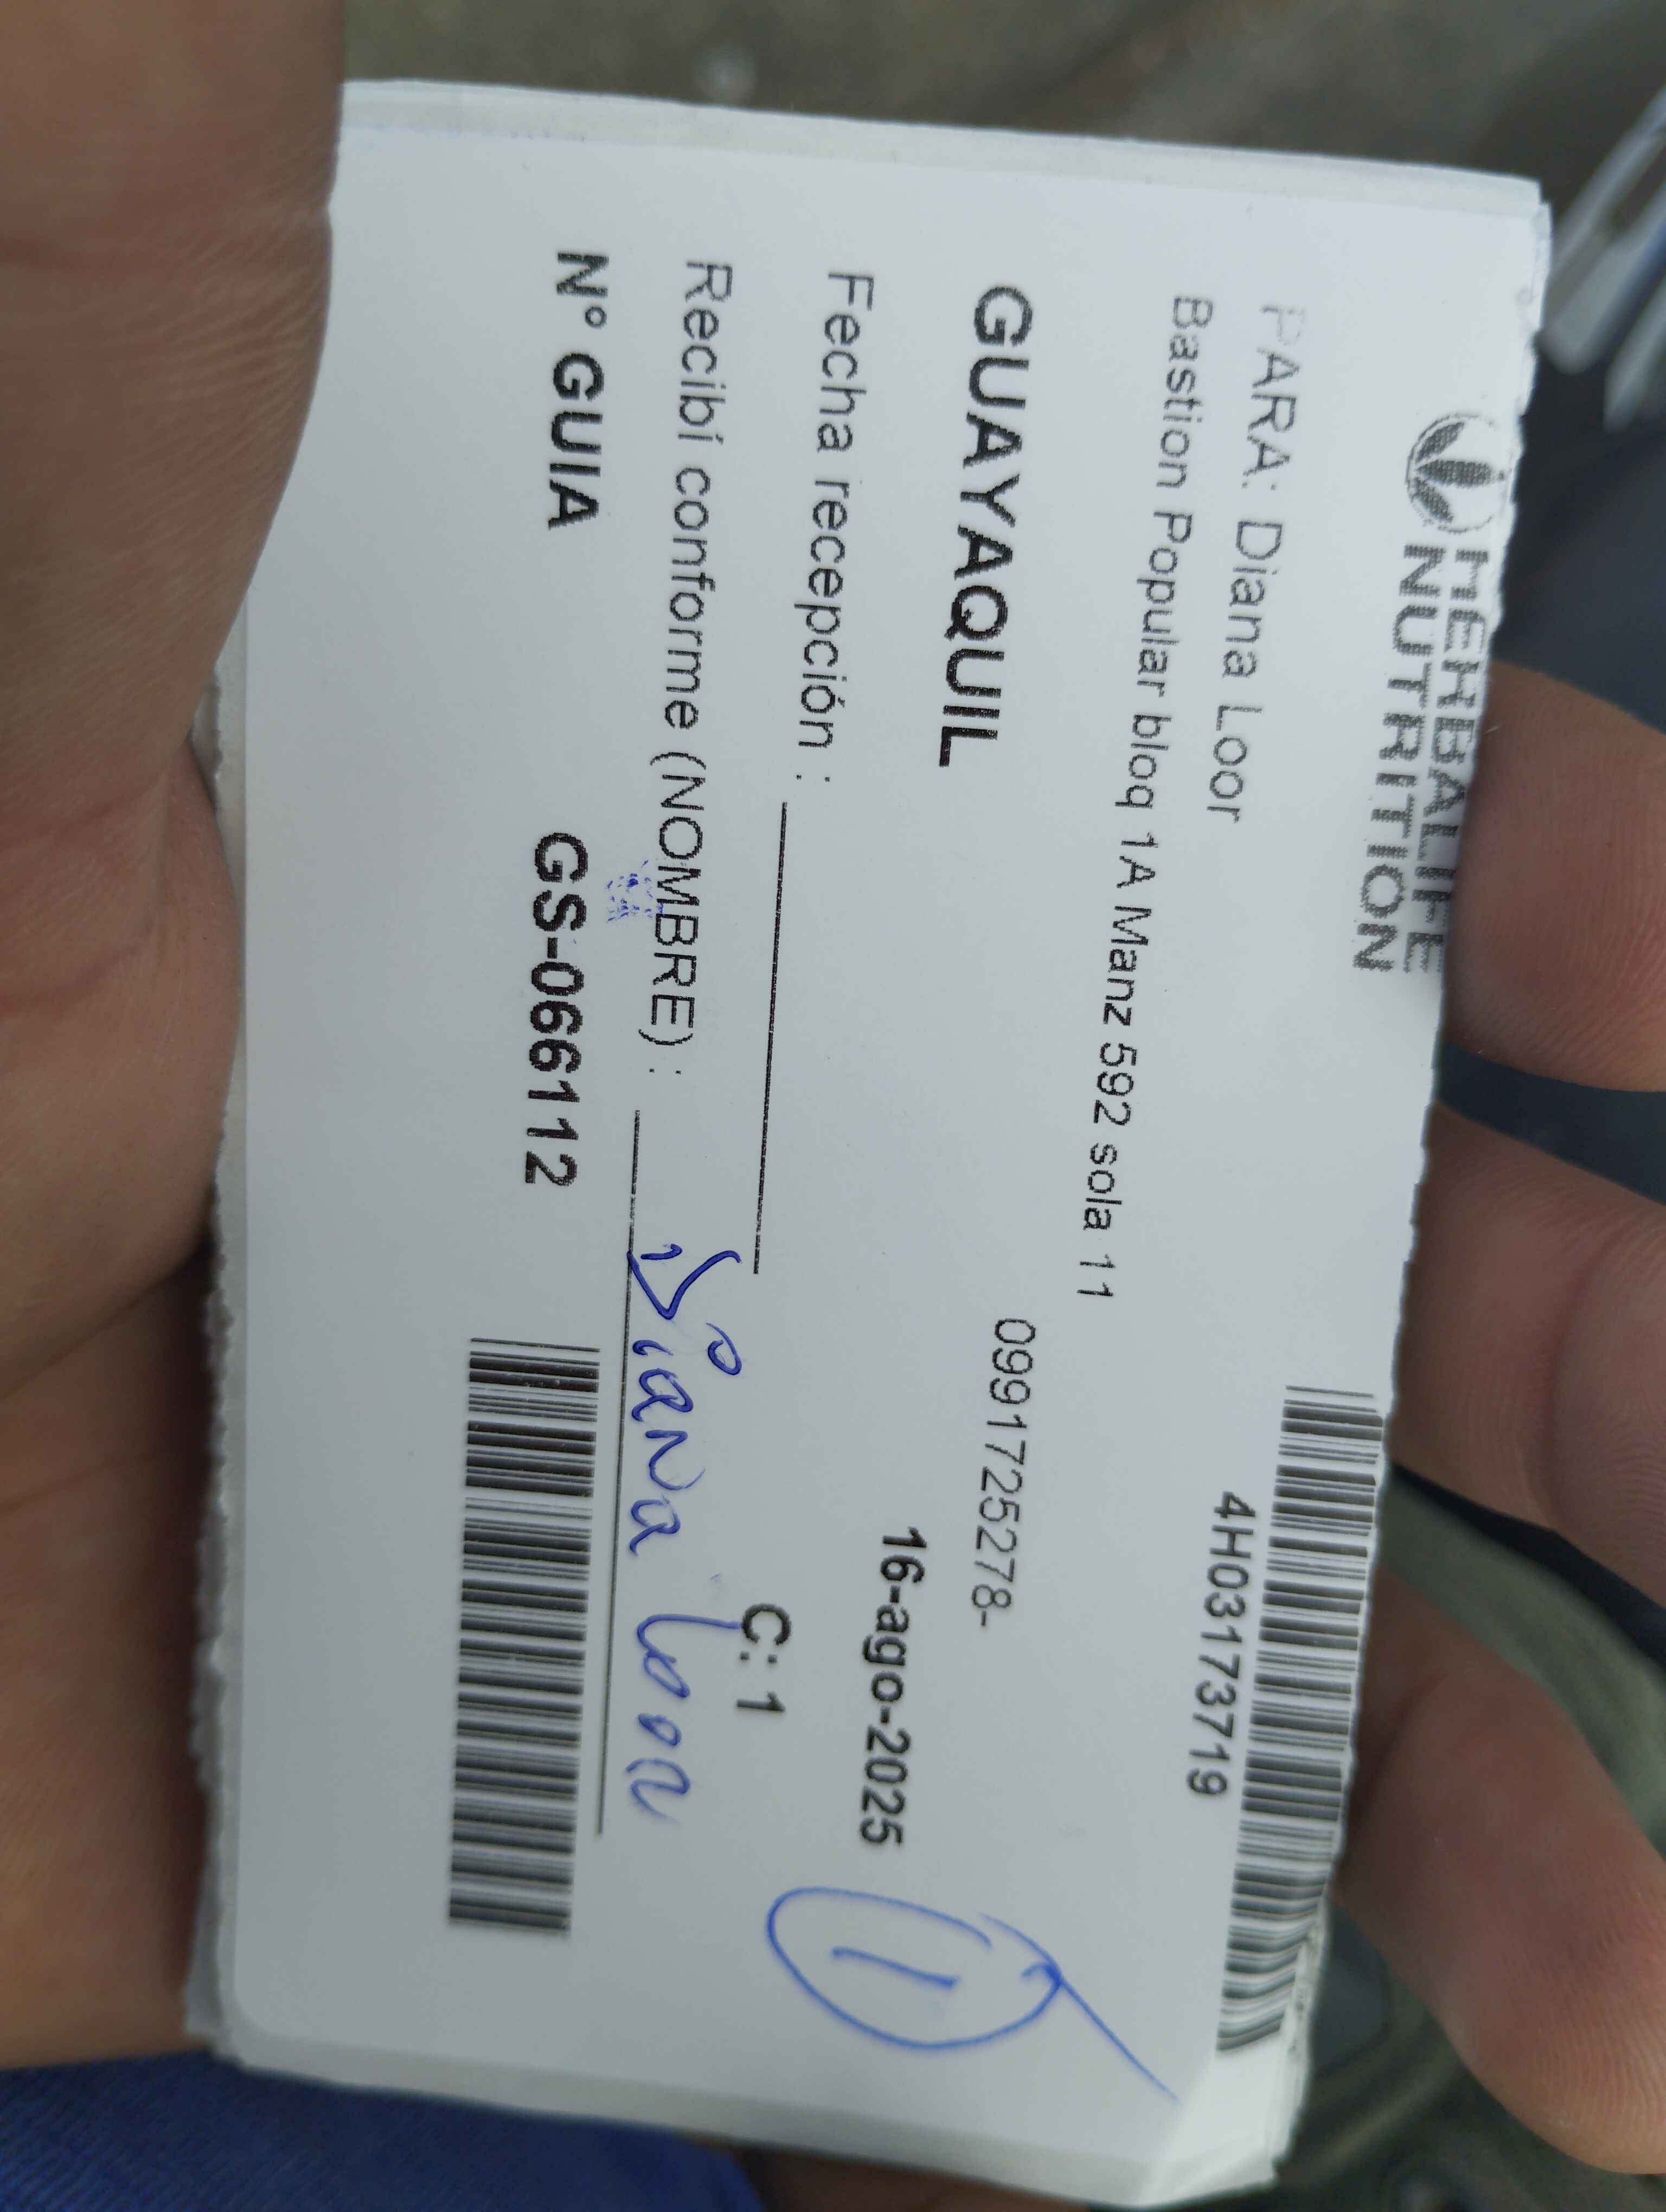 HERBALIFE
NUTRITION
4H03173719
PARA: Diana Loor
Bastion Popular bloq 1A Manz 592 sola 11
GUAYAQUIL
0991725278-
16-ago-2025
1
Fecha recepción :
C: 1
Recibí conforme (NOMBRE) : Diana Loor
N° GUIA GS-066112